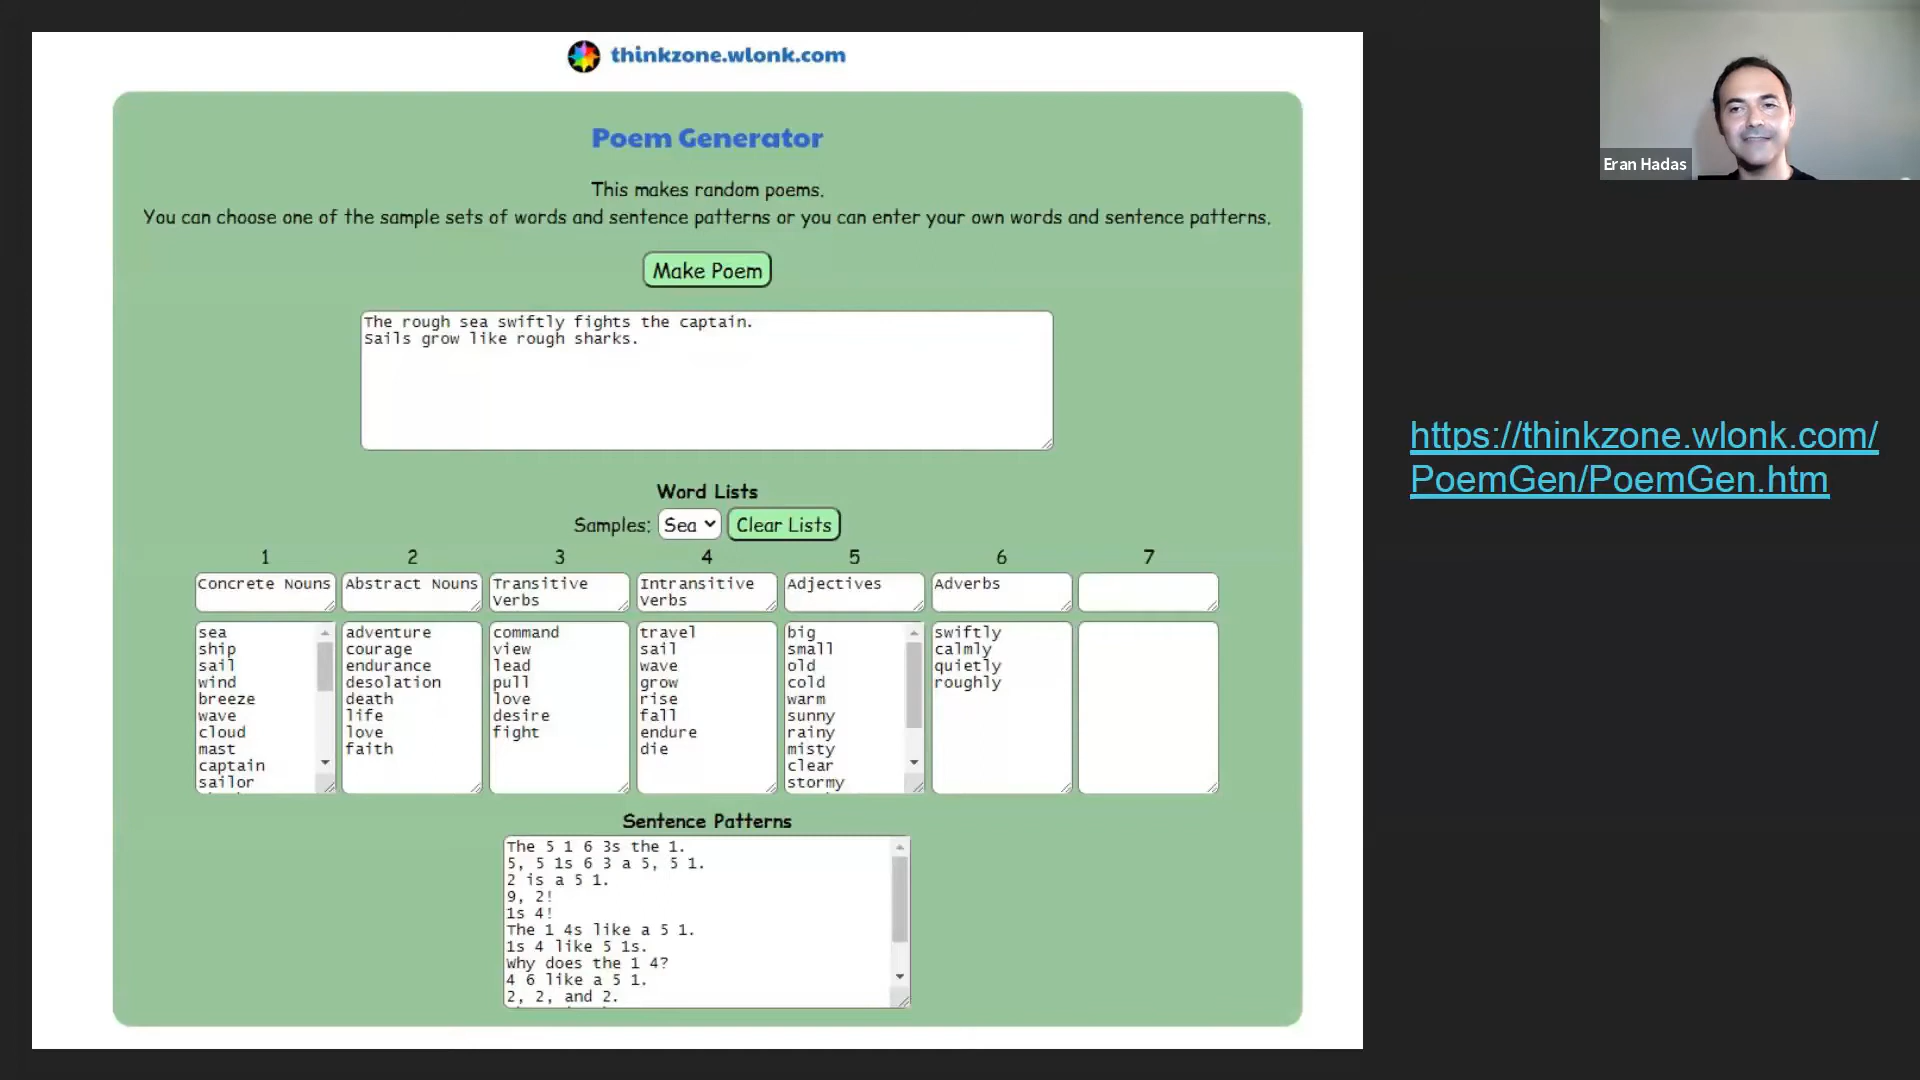 thinkzone.wlonk.com
Poem Generator
This makes random poems.
You can choose one of the sample sets of words and sentence patterns or you can enter your own words and sentence patterns.
Make Poem
The rough sea swiftly fights the captain.
Sails grow like rough sharks.
Word Lists
Samples: Sea Clear Lists
1 2 3 4 5 6 7
Concrete Nouns
Abstract Nouns
Transitive
Verbs
Intransitive
Verbs
Adjectives
Adverbs
sea
ship
sail
wind
breeze
wave
cloud
mast
captain
sailor
adventure
courage
endurance
desolation
death
life
love
faith
command
view
lead
pull
love
desire
fight
travel
sail
wave
grow
rise
fall
endure
die
big
small
old
cold
warm
sunny
rainy
misty
clear
stormy
swiftly
calmly
quietly
roughly
Sentence Patterns
The 5 1 6 3s the 1.
5, 5 1s 6 3 a 5, 5 1.
2 is a 5 1.
9, 2!
1s 4!
The 1 4s like a 5 1.
1s 4 like 5 1s.
Why does the 1 4?
4 6 like a 5 1.
2, 2, and 2.
https://thinkzone.wlonk.com/
PoemGen/PoemGen.htm
Eran Hadas